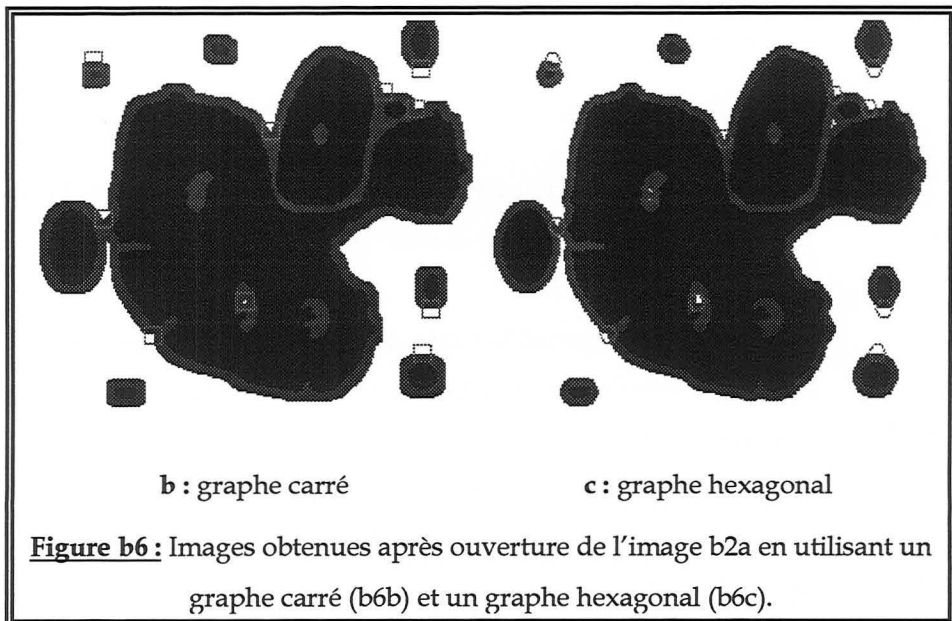 b : graphe carré
c : graphe hexagonal
Figure b6 : Images obtenues après ouverture de l'image b2a en utilisant un
graphe carré (b6b) et un graphe hexagonal (b6c).